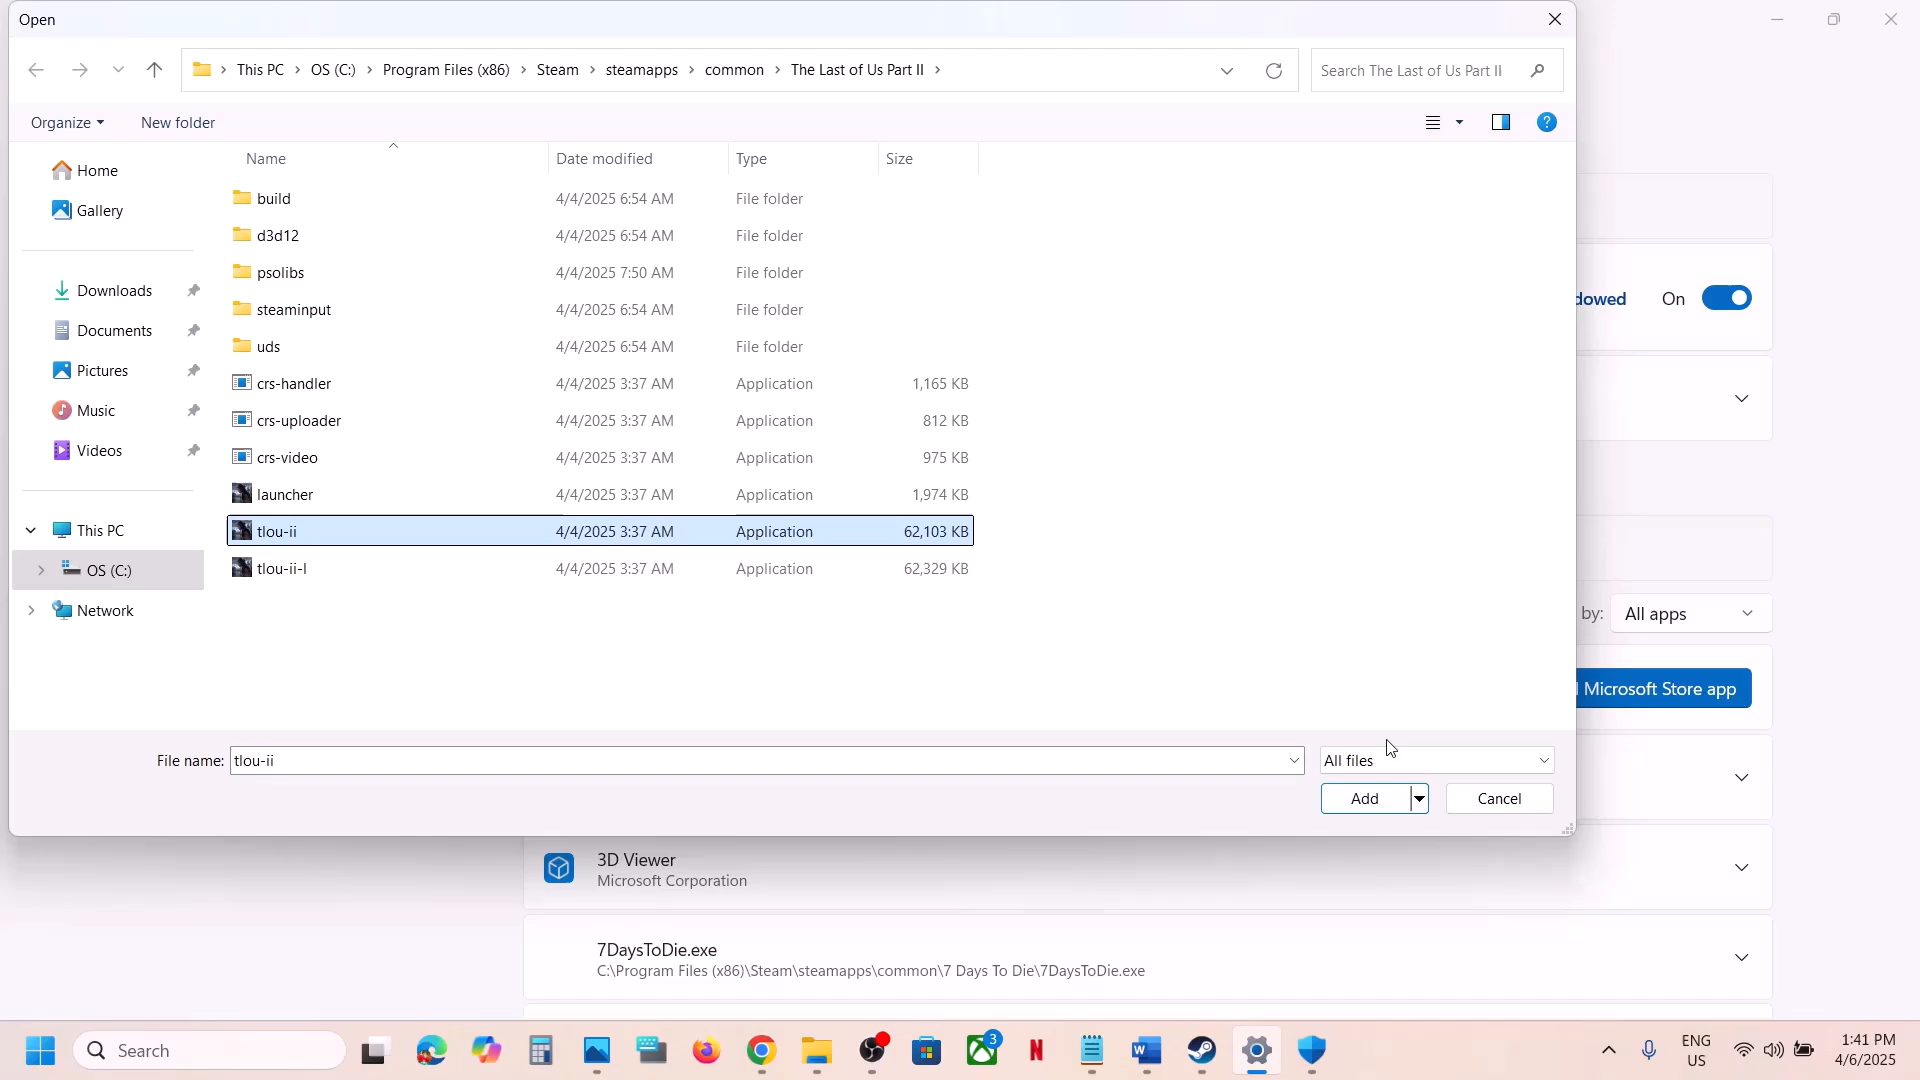 Open
This PC
OS (C:)
Program Files (x86)
Steam
steamapps
common
The Last of Us Part II
Search The Last of Us Part II
Organize
New folder
Name
Date modified
Type
Size
Home
Gallery
Downloads
Documents
Pictures
Music
Videos
This PC
OS (C:)
Network
build 4/4/2025 6:54 AM File folder
d3d12 4/4/2025 6:54 AM File folder
psolibs 4/4/2025 7:50 AM File folder
steaminput 4/4/2025 6:54 AM File folder
uds 4/4/2025 6:54 AM File folder
crs-handler 4/4/2025 3:37 AM Application 1,165 KB
crs-uploader 4/4/2025 3:37 AM Application 812 KB
crs-video 4/4/2025 3:37 AM Application 975 KB
launcher 4/4/2025 3:37 AM Application 1,974 KB
tlou-ii 4/4/2025 3:37 AM Application 62,103 KB
tlou-ii-l 4/4/2025 3:37 AM Application 62,329 KB
File name: tlou-ii
All files
Add
Cancel
dowed On
by: All apps
Microsoft Store app
3D Viewer
Microsoft Corporation
7DaysToDie.exe
C:\Program Files (x86)\Steam\steamapps\common\7 Days To Die\7DaysToDie.exe
Search
3
ENG
US
1:41 PM
4/6/2025